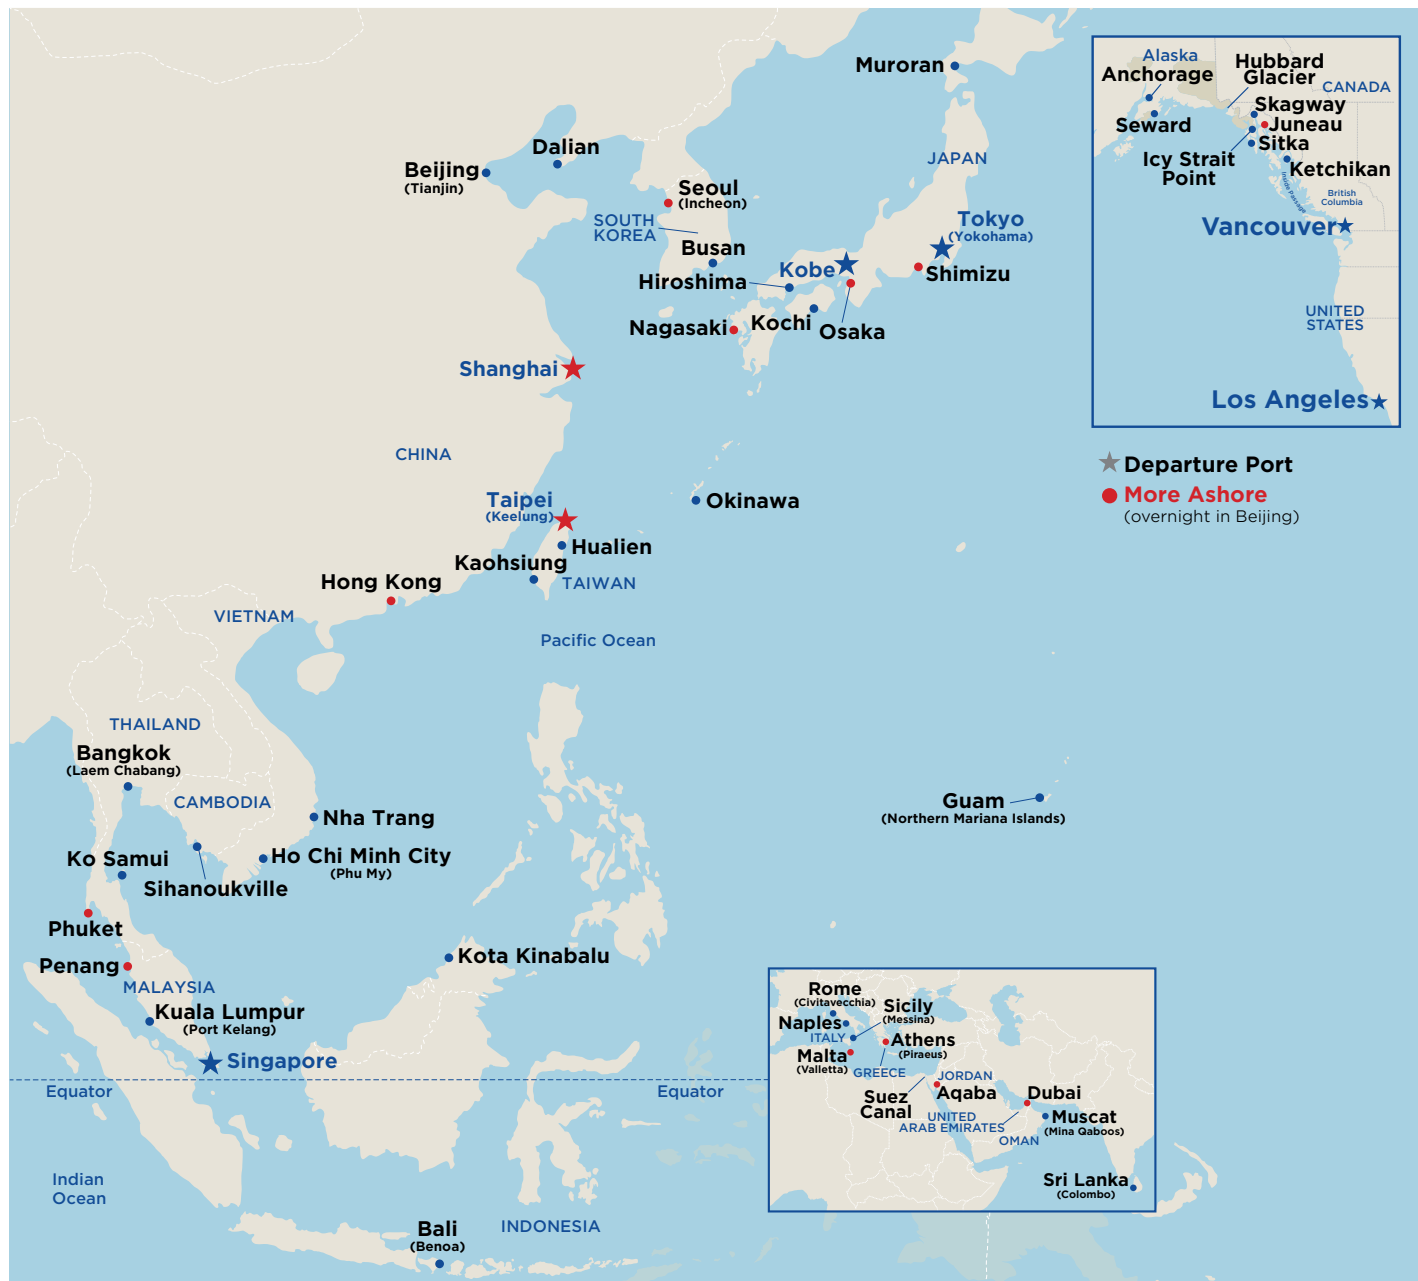 Muroran
JAPAN
Dalian
Beijing
(Tianjin)
Seoul
(Incheon)
SOUTH
KOREA
Busan
Tokyo
(Yokohama)
Kobe
Hiroshima
Shimizu
Nagasaki
Kochi
Osaka
Shanghai
CHINA
Taipei
(Keelung)
Okinawa
Hualien
Kaohsiung
TAIWAN
Hong Kong
VIETNAM
Pacific Ocean
THAILAND
Bangkok
(Laem Chabang)
CAMBODIA
Nha Trang
Ko Samui
Ho Chi Minh City
(Phu My)
Sihanoukville
Guam
(Northern Mariana Islands)
Phuket
Penang
Kota Kinabalu
MALAYSIA
Kuala Lumpur
(Port Kelang)
Singapore
Equator
Equator
Indian
Ocean
Bali
(Benoa)
INDONESIA
Alaska
Anchorage
Hubbard
Glacier
CANADA
Skagway
Seward
Juneau
Sitka
Icy Strait
Point
Ketchikan
Inside Passage
British
Columbia
Vancouver
UNITED
STATES
Los Angeles
Departure Port
More Ashore
(overnight in Beijing)
Rome
(Civitavecchia)
Sicily
(Messina)
Naples
ITALY
Athens
(Piraeus)
Malta
(Valletta)
GREECE
JORDAN
Aqaba
Suez
Canal
Dubai
UNITED
ARAB EMIRATES
Muscat
(Mina Qaboos)
OMAN
Sri Lanka
(Colombo)